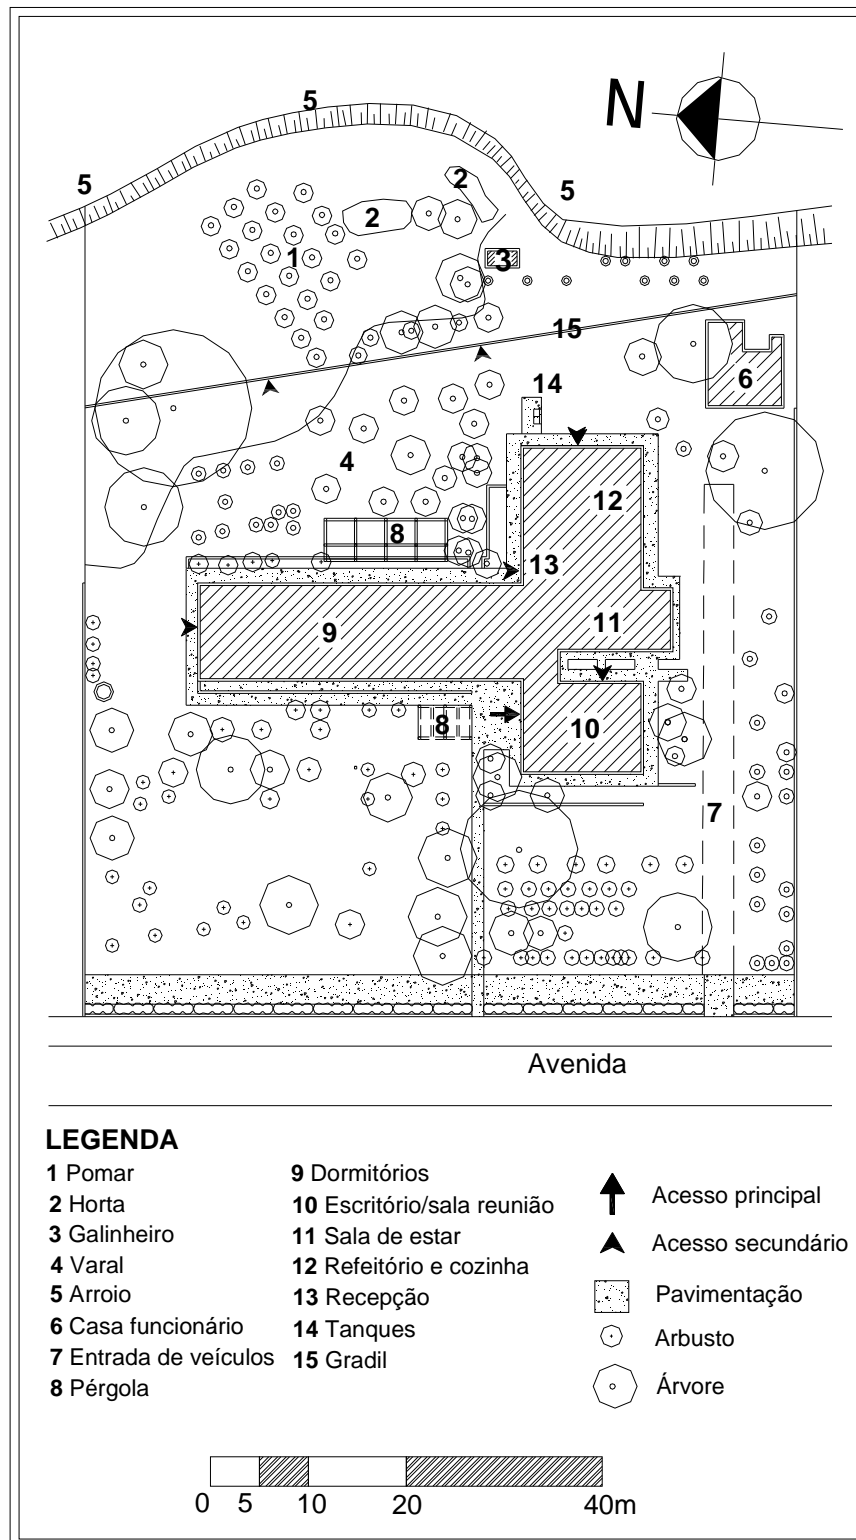 5
N
5
2
5
2
1
3
15
6
14
4
12
8
13
9
11
8
10
7
Avenida
LEGENDA
1 Pomar
2 Horta
3 Galinheiro
4 Varal
5 Arroio
6 Casa funcionário
7 Entrada de veículos
8 Pérgola
9 Dormitórios
10 Escritório/sala reunião
11 Sala de estar
12 Refeitório e cozinha
13 Recepção
14 Tanques
15 Gradil
Acesso principal
Acesso secundário
Pavimentação
Arbusto
Árvore
0 5 10 20 40m